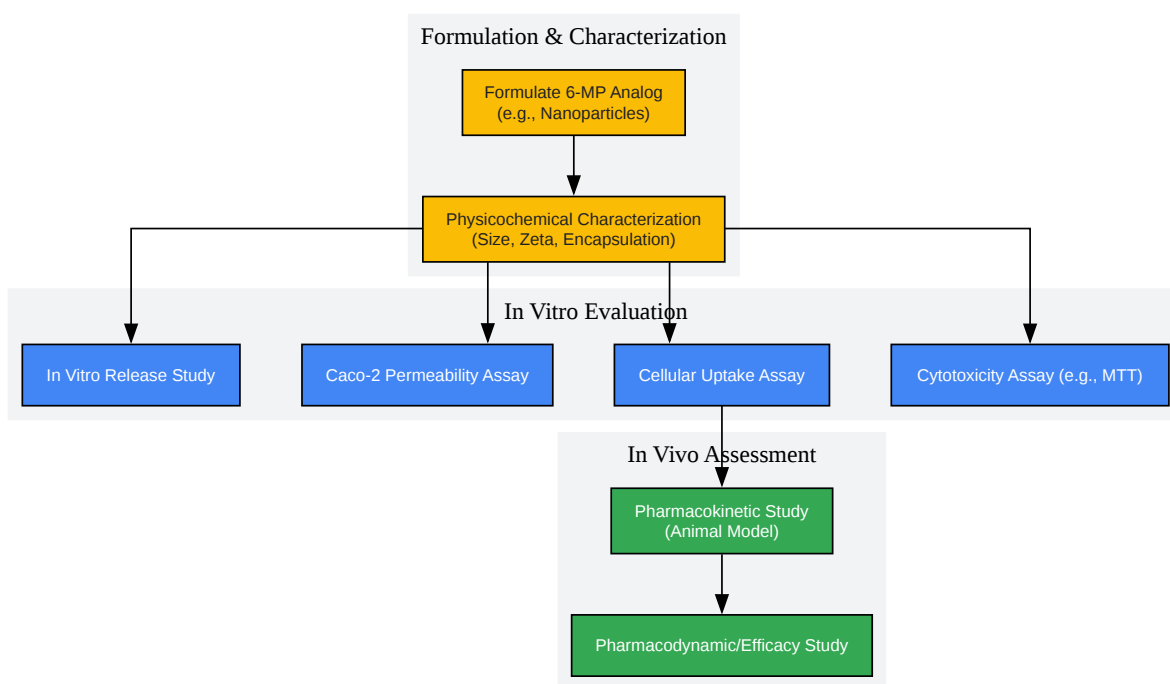 Formulation & Characterization
Formulate 6-MP Analog
(e.g., Nanoparticles)
Physicochemical Characterization
(Size, Zeta, Encapsulation)
In Vitro Evaluation
In Vitro Release Study
Caco-2 Permeability Assay
Cellular Uptake Assay
Cytotoxicity Assay (e.g., MTT)
In Vivo Assessment
Pharmacokinetic Study
(Animal Model)
Pharmacodynamic/Efficacy Study